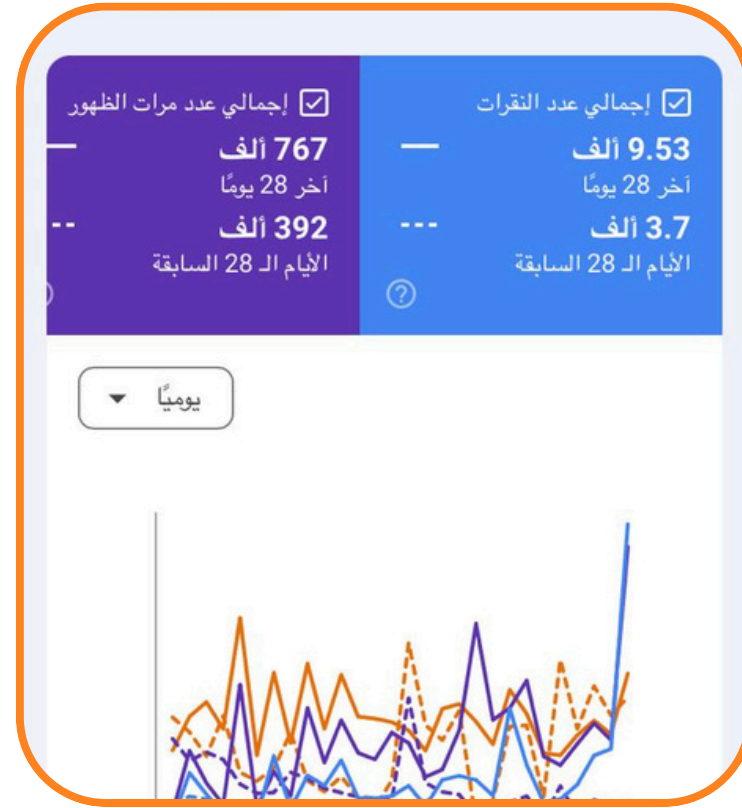 إجمالي عدد النقرات
9.53 ألف
آخر 28 يومًا
3.7 ألف
الأيام الـ 28 السابقة
إجمالي عدد مرات الظهور
767 ألف
آخر 28 يومًا
392 ألف
الأيام الـ 28 السابقة
يوميًا